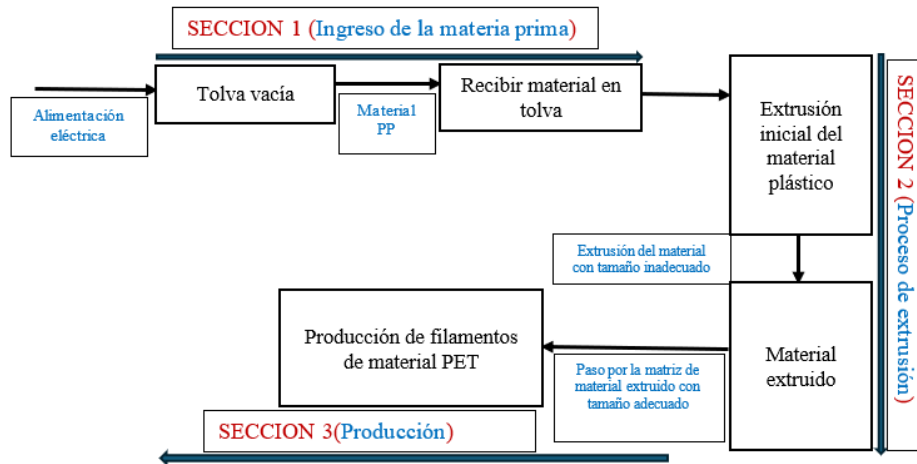 SECCION 1 (Ingreso de la materia prima)
Tolva vacía
Recibir material en
tolva
Alimentación
eléctrica
Material
PP
Extrusión
inicial del
material
plástico
SECCION 2 (Proceso de extrusión)
Extrusión del material
con tamaño inadecuado
Producción de filamentos
de material PET
Paso por la matriz de
material extruido con
tamaño adecuado
Material
extruido
SECCION 3(Producción)